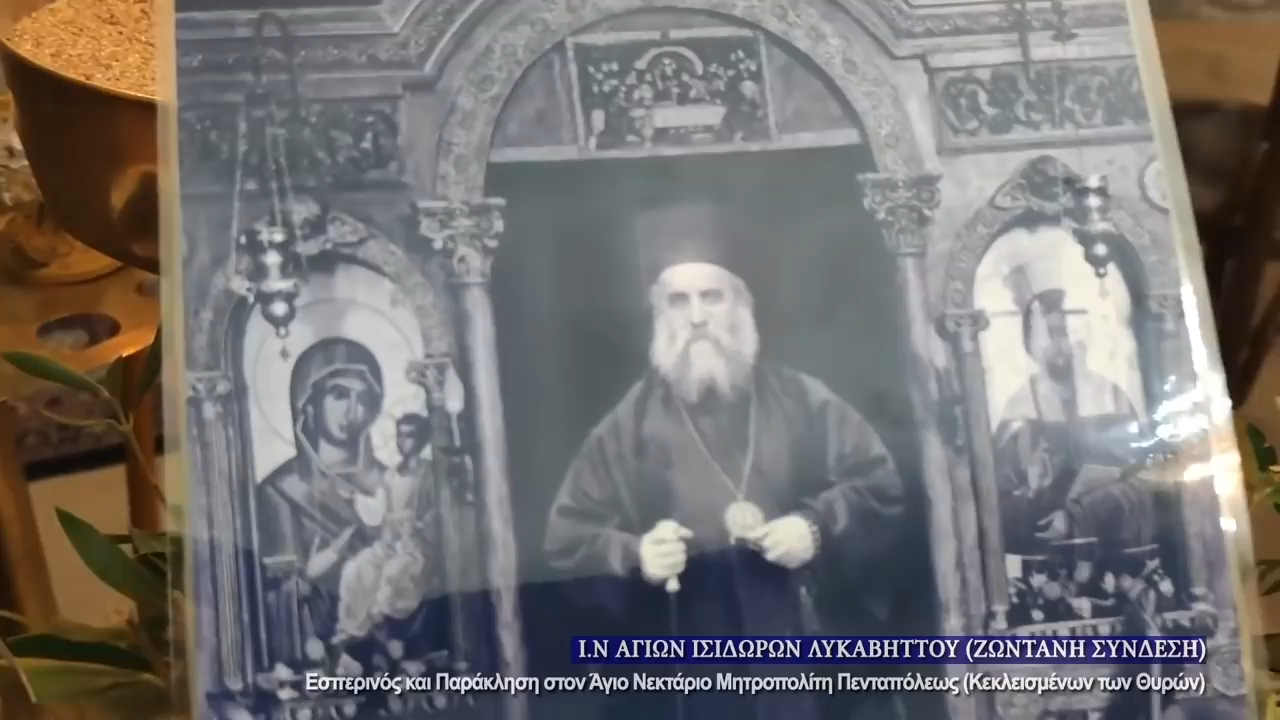 Ι.Ν ΑΓΙΩΝ ΙΣΙΔΩΡΩΝ ΛΥΚΑΒΗΤΤΟΥ (ΖΩΝΤΑΝΗ ΣΥΝΔΕΣΗ)
Εσπερινός και Παράκληση στον Άγιο Νεκτάριο Μητροπολίτη Πενταπόλεως (Κεκλεισμένων των Θυρών)